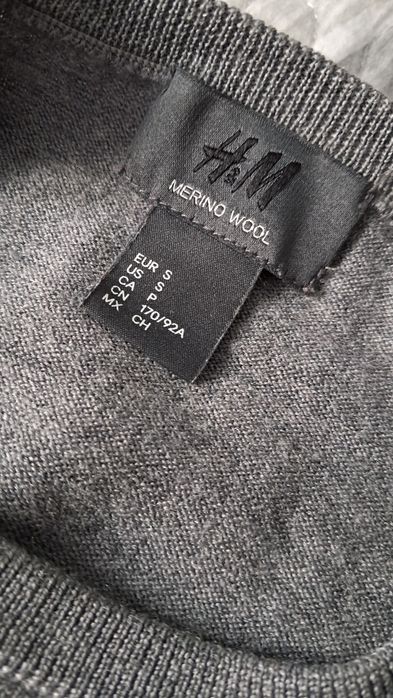 H&M
MERINO WOOL
EUR S
US S
CA P
CN 170/92A
MX CH